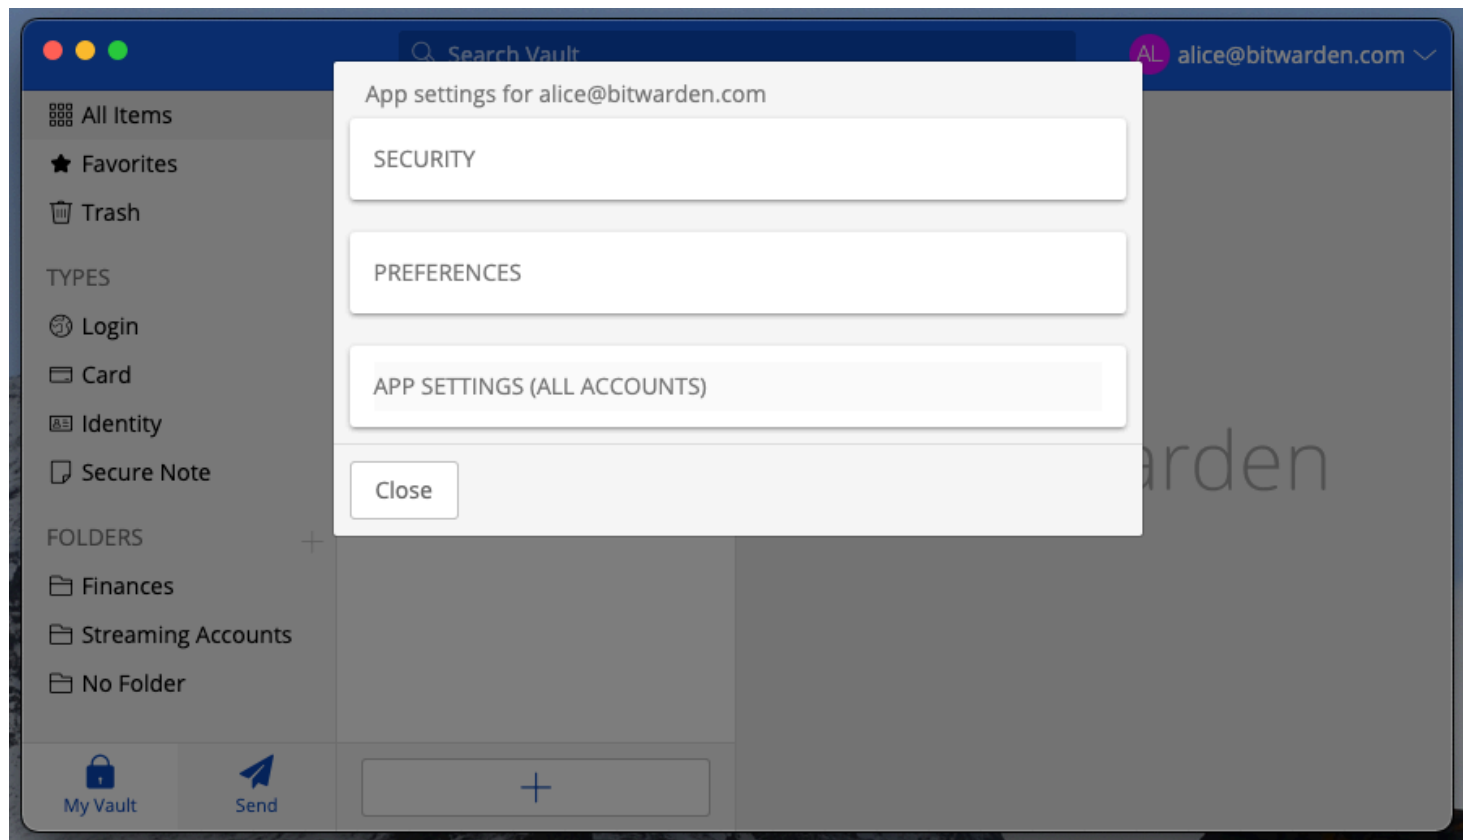 Search Vault
AL alice@bitwarden.com
App settings for alice@bitwarden.com
SECURITY
PREFERENCES
APP SETTINGS (ALL ACCOUNTS)
Close
All Items
Favorites
Trash
TYPES
Login
Card
Identity
Secure Note
FOLDERS
Finances
Streaming Accounts
No Folder
My Vault
Send
arden